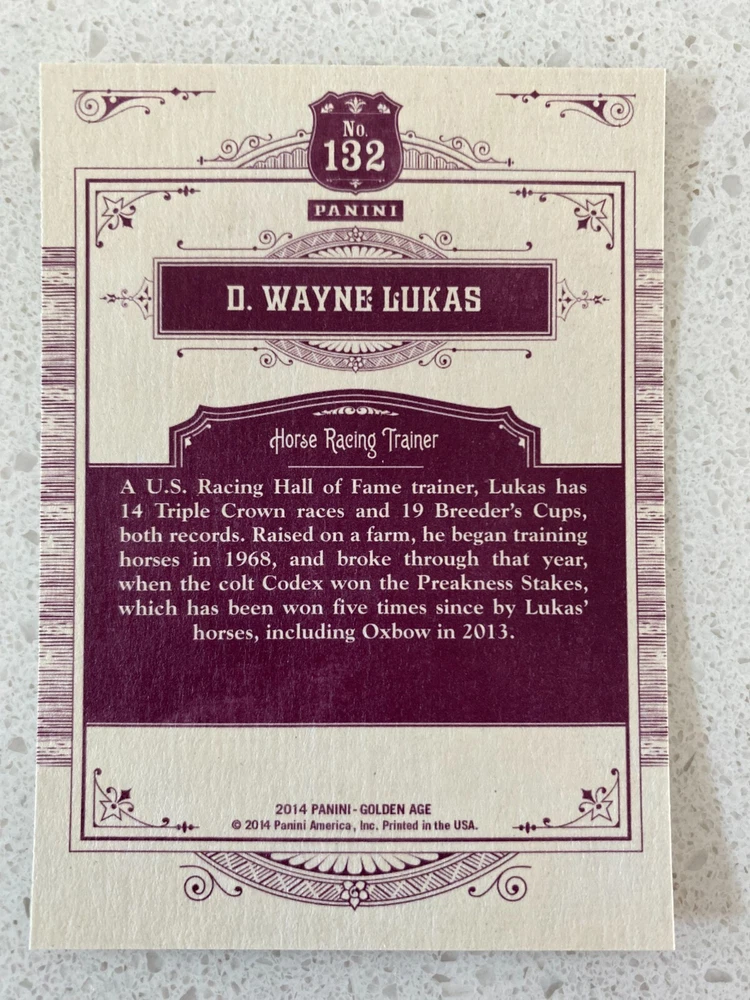 No.
132
PANINI
D. WAYNE LUKAS
Horse Racing Trainer
A U.S. Racing Hall of Fame trainer, Lukas has
14 Triple Crown races and 19 Breeder's Cups,
both records. Raised on a farm, he began training
horses in 1968, and broke through that year,
when the colt Codex won the Preakness Stakes,
which has been won five times since by Lukas'
horses, including Oxbow in 2013.
2014 PANINI - GOLDEN AGE
© 2014 Panini America, Inc. Printed in the USA.